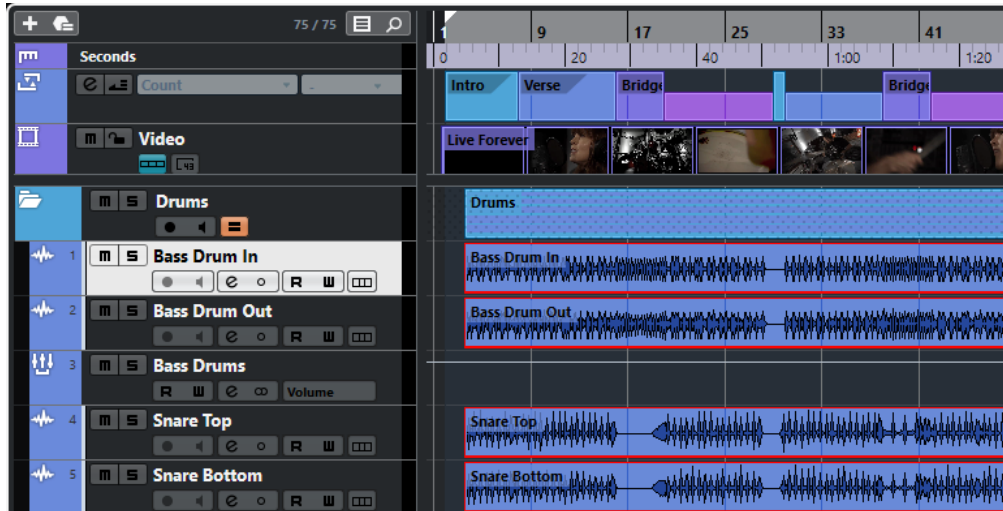 75 / 75
1 9 17 25 33 41
Seconds
0 20 40 1:00 1:20
e Count -
Intro Verse Bridge Bridge
m Video
Live Forever
43
m S Drums
Drums
1 m S Bass Drum In
Bass Drum In
e R W
2 m S Bass Drum Out
Bass Drum Out
e R W
3 m S Bass Drums
R W e Volume
4 m S Snare Top
Snare Top
e R W
5 m S Snare Bottom
Snare Bottom
e R W